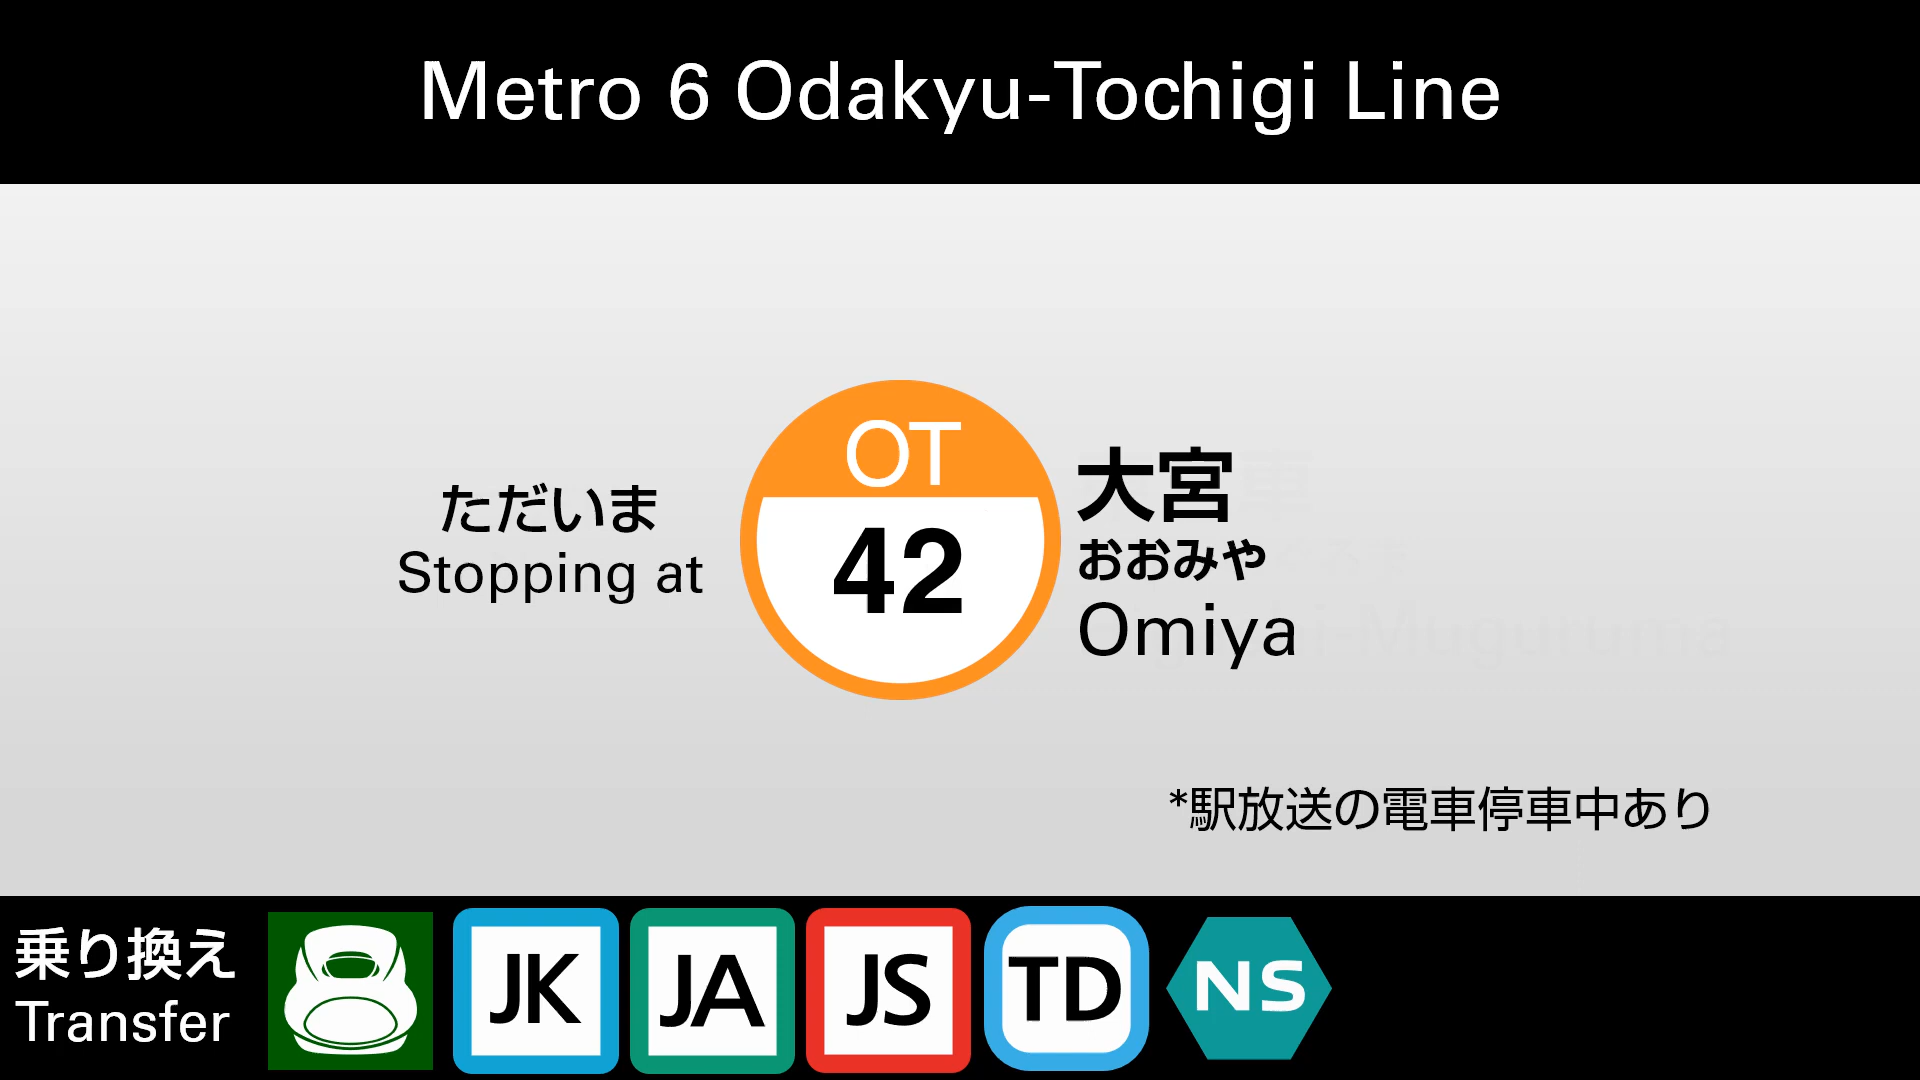 Metro 6 Odakyu-Tochigi Line
ただいま
Stopping at
OT
42
大宮
おおみや
Omiya
*駅放送の電車停車中あり
乗り換え
Transfer
JK
JA
JS
TD
NS